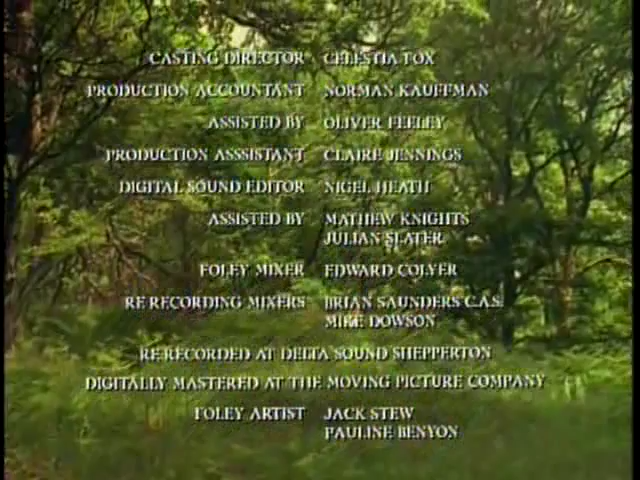 CASTING DIRECTOR CELESTIA FOX
PRODUCTION ACCOUNTANT NORMAN KAUFFMAN
ASSISTED BY OLIVER FEELEY
PRODUCTION ASSSISTANT CLAIRE JENNINGS
DIGITAL SOUND EDITOR NIGEL HEATH
ASSISTED BY MATHEW KNIGHTS
JULIAN SLATER
FOLEY MIXER EDWARD COLYER
RE RECORDING MIXERS BRIAN SAUNDERS C.A.S.
MIKE DOWSON
RE RECORDED AT DELTA SOUND SHEPPERTON
DIGITALLY MASTERED AT THE MOVING PICTURE COMPANY
FOLEY ARTIST JACK STEW
PAULINE BENYON